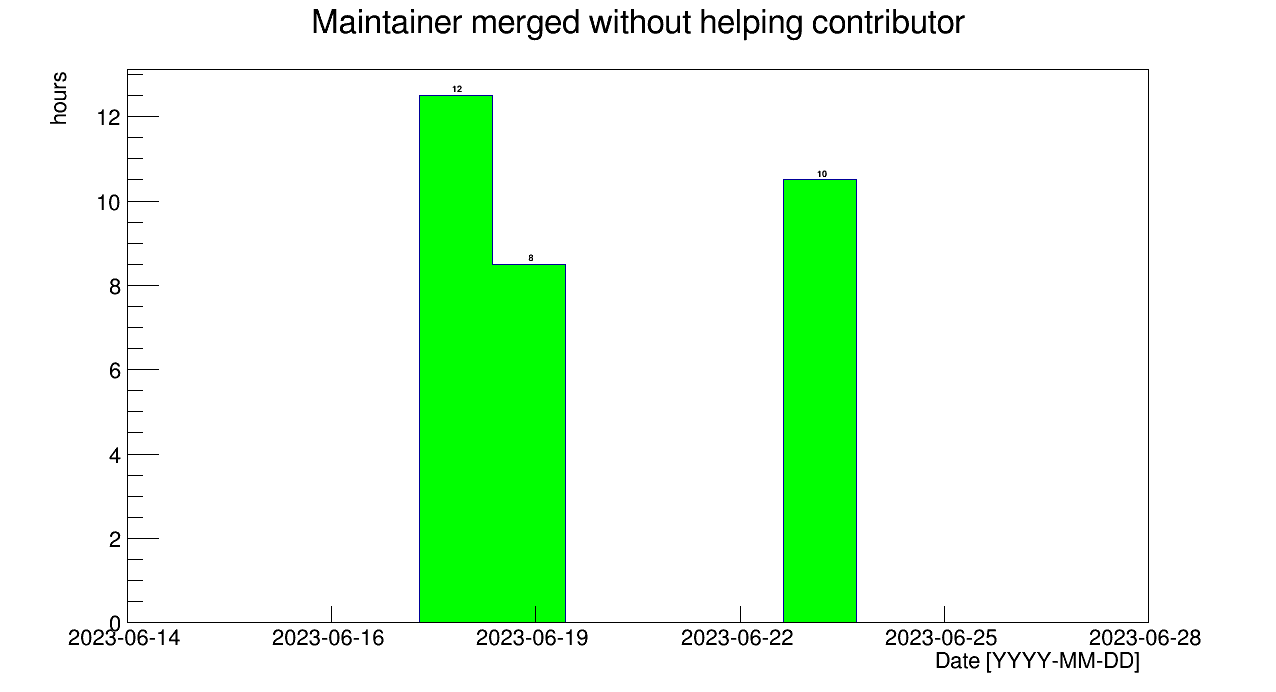 Maintainer merged without helping contributor
hours
12
10
8
6
4
2
0
12
8
10
2023-06-14 2023-06-16 2023-06-19 2023-06-22 2023-06-25 2023-06-28
Date [YYYY-MM-DD]